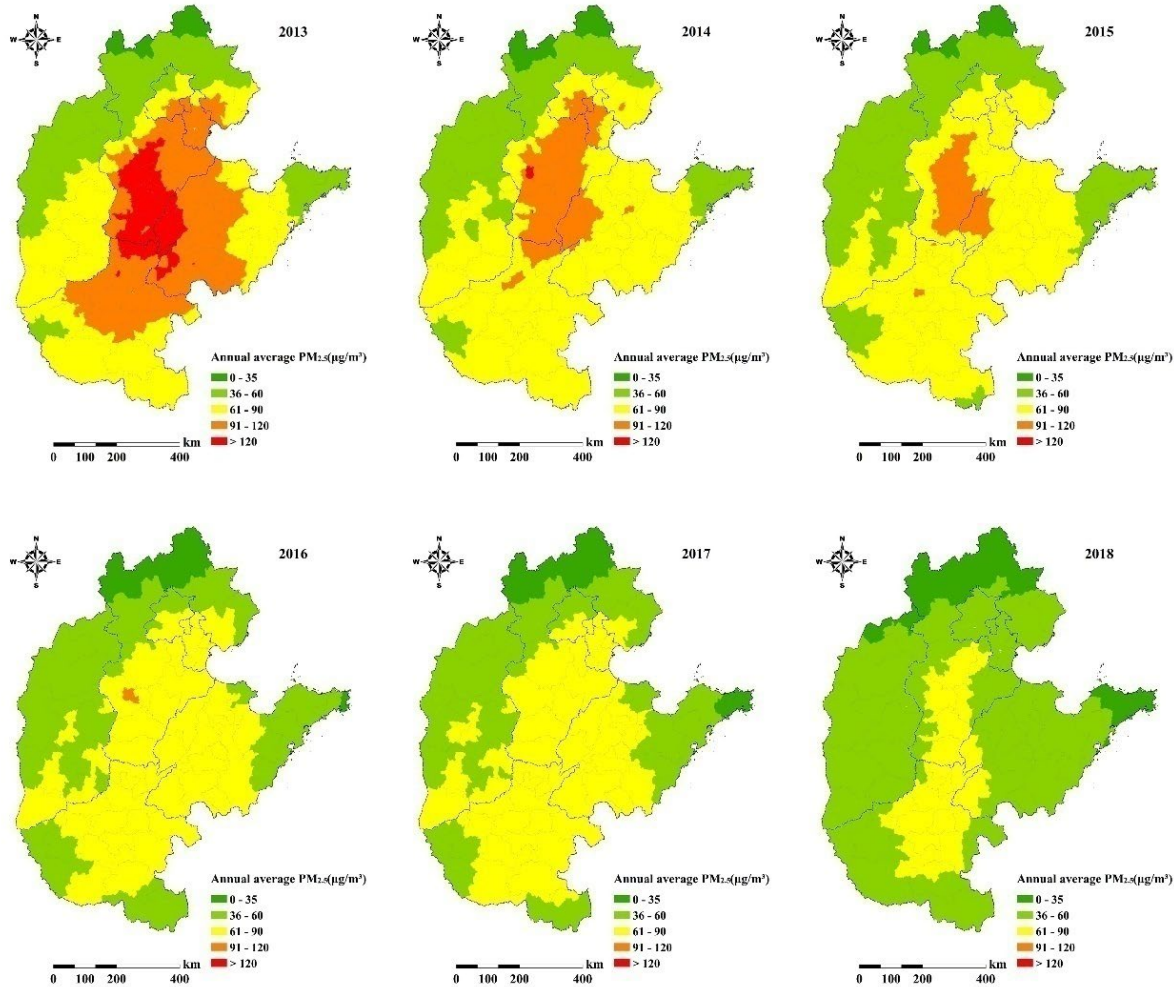 N
W E
S
2013
Annual average PM2.5(μg/m³)
0 - 35
36 - 60
61 - 90
91 - 120
> 120
km
0 100 200 400
N
W E
S
2014
Annual average PM2.5(μg/m³)
0 - 35
36 - 60
61 - 90
91 - 120
> 120
km
0 100 200 400
N
W E
S
2015
Annual average PM2.5(μg/m³)
0 - 35
36 - 60
61 - 90
91 - 120
> 120
km
0 100 200 400
N
W E
S
2016
Annual average PM2.5(μg/m³)
0 - 35
36 - 60
61 - 90
91 - 120
> 120
km
0 100 200 400
N
W E
S
2017
Annual average PM2.5(μg/m³)
0 - 35
36 - 60
61 - 90
91 - 120
> 120
km
0 100 200 400
N
W E
S
2018
Annual average PM2.5(μg/m³)
0 - 35
36 - 60
61 - 90
91 - 120
> 120
km
0 100 200 400